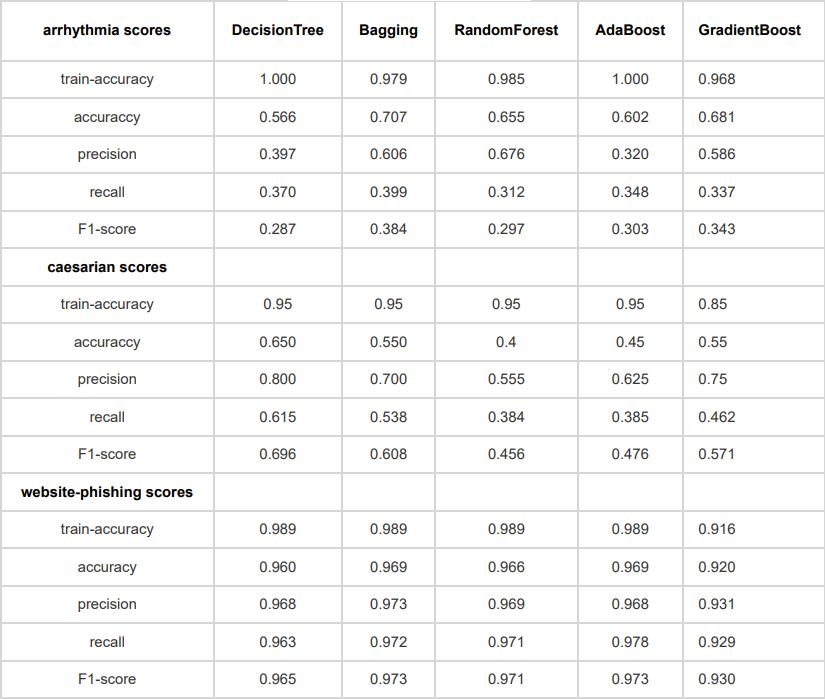 arrhythmia scores DecisionTree Bagging RandomForest AdaBoost GradientBoost
train-accuracy 1.000 0.979 0.985 1.000 0.968
accuraccy 0.566 0.707 0.655 0.602 0.681
precision 0.397 0.606 0.676 0.320 0.586
recall 0.370 0.399 0.312 0.348 0.337
F1-score 0.287 0.384 0.297 0.303 0.343
caesarian scores
train-accuracy 0.95 0.95 0.95 0.95 0.85
accuraccy 0.650 0.550 0.4 0.45 0.55
precision 0.800 0.700 0.555 0.625 0.75
recall 0.615 0.538 0.384 0.385 0.462
F1-score 0.696 0.608 0.456 0.476 0.571
website-phishing scores
train-accuracy 0.989 0.989 0.989 0.989 0.916
accuracy 0.960 0.969 0.966 0.969 0.920
precision 0.968 0.973 0.969 0.968 0.931
recall 0.963 0.972 0.971 0.978 0.929
F1-score 0.965 0.973 0.971 0.973 0.930